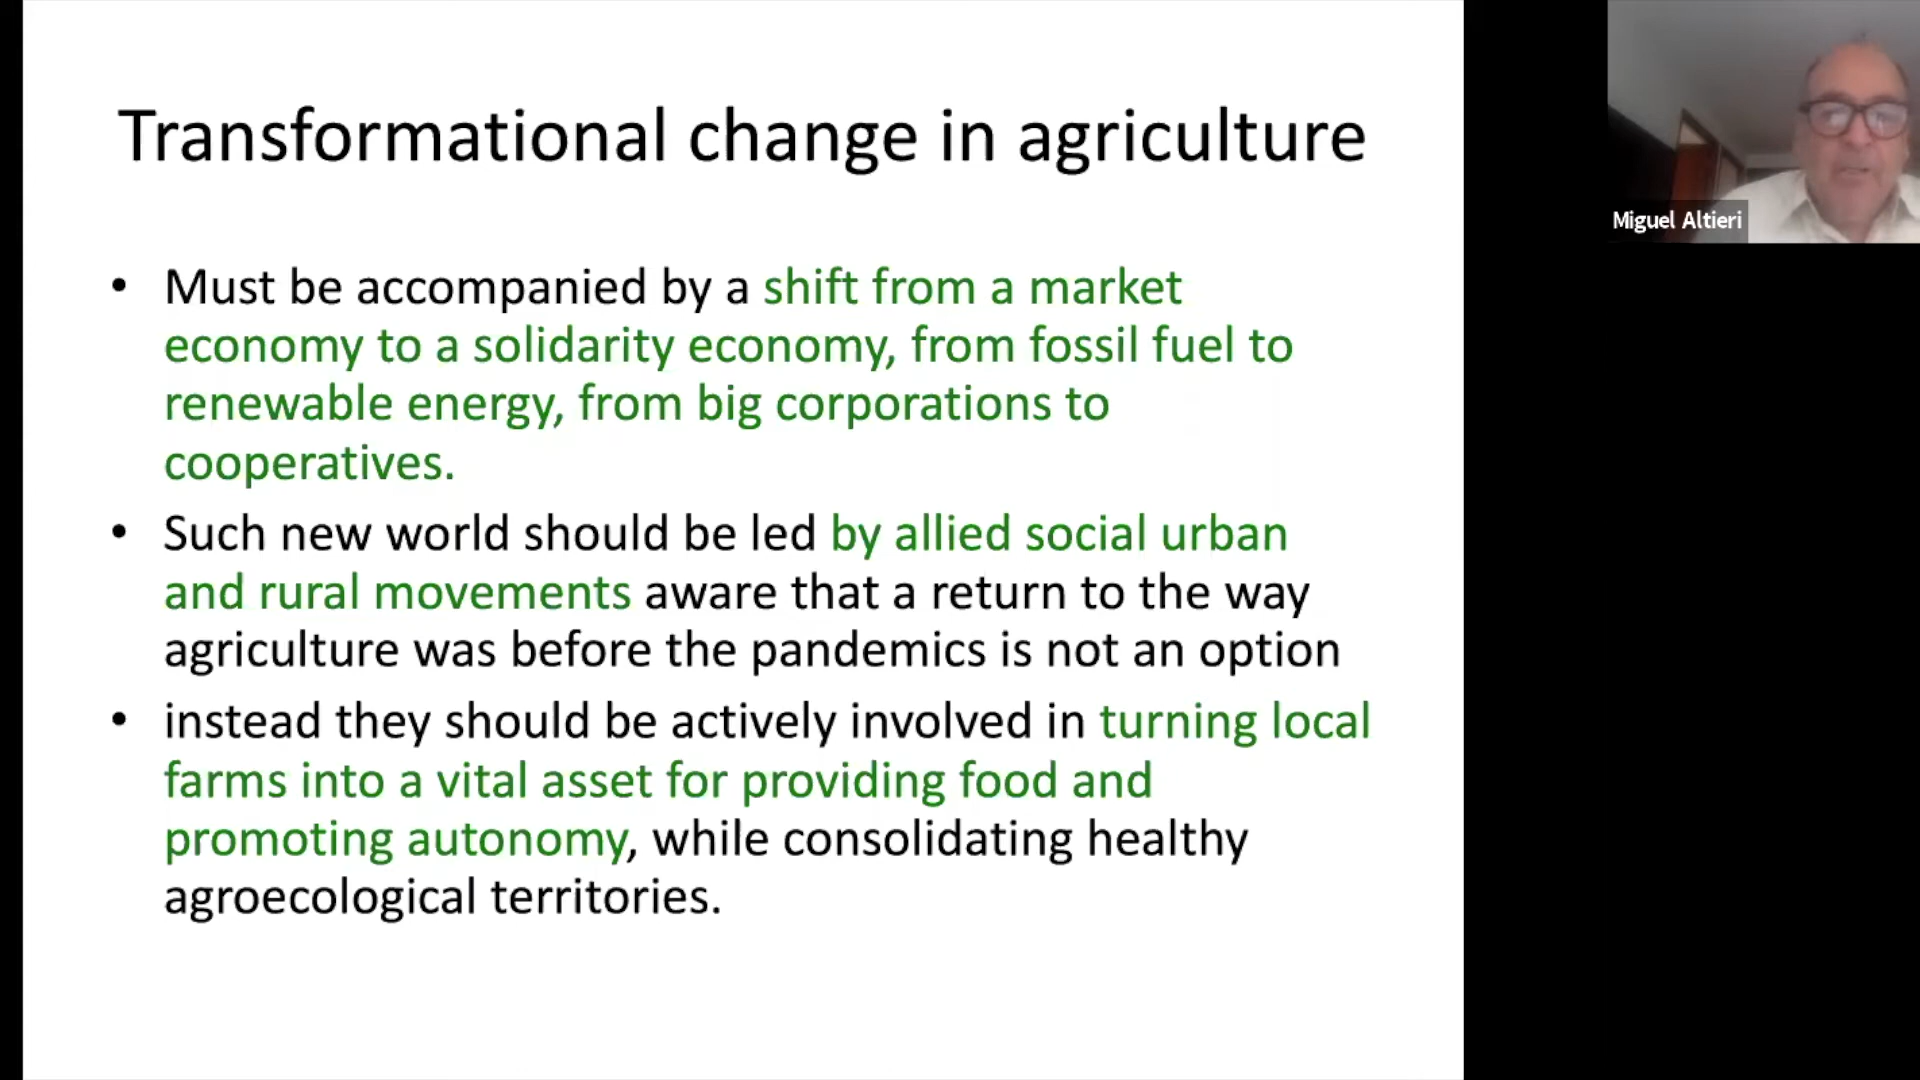 Transformational change in agriculture
• Must be accompanied by a shift from a market
economy to a solidarity economy, from fossil fuel to
renewable energy, from big corporations to
cooperatives.
• Such new world should be led by allied social urban
and rural movements aware that a return to the way
agriculture was before the pandemics is not an option
• instead they should be actively involved in turning local
farms into a vital asset for providing food and
promoting autonomy, while consolidating healthy
agroecological territories.
Miguel Altieri